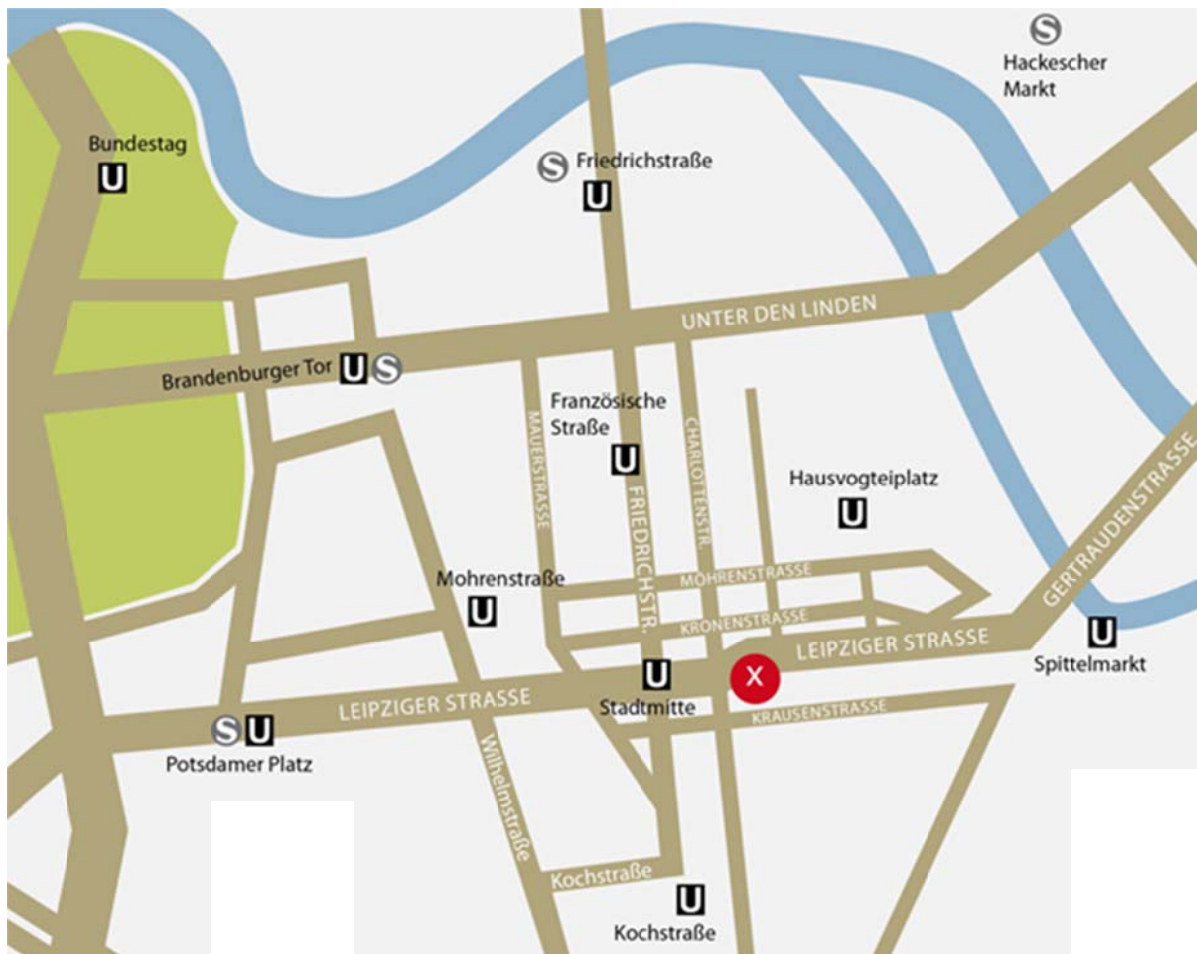 S
Hackescher
Markt
Bundestag
U
S
Friedrichstraße
U
UNTER DEN LINDEN
Brandenburger Tor
U
S
Französische
Straße
U
MAUERSTRASSE
FRIEDRICHSTR.
CHARLOTTENSTR.
Hausvogteiplatz
U
GERTRAUDENSTRASSE
Mohrenstraße
U
MOHRENSTRASSE
KRONENSTRASSE
LEIPZIGER STRASSE
U
Spittelmarkt
U
Stadtmitte
X
LEIPZIGER STRASSE
KRAUSENSTRASSE
S
U
Potsdamer Platz
Wilhelmstraße
Kochstraße
U
Kochstraße